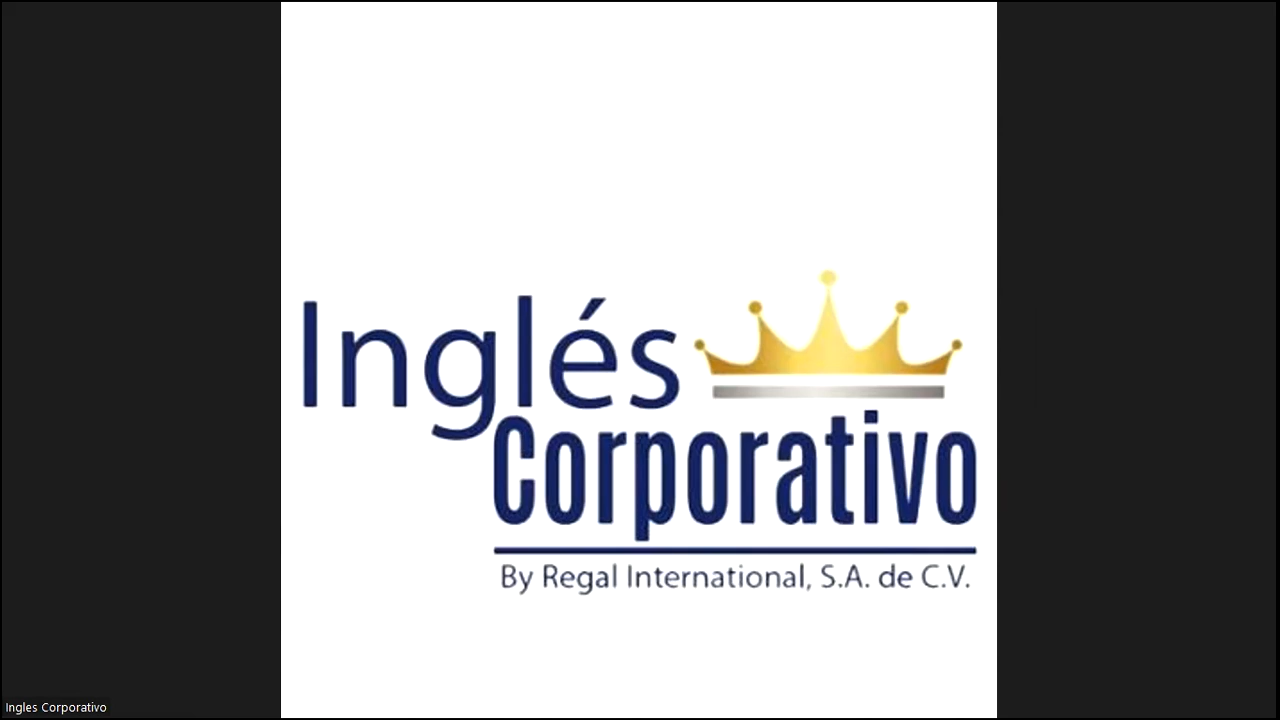 Inglés
Corporativo
By Regal International, S.A. de C.V.
Ingles Corporativo